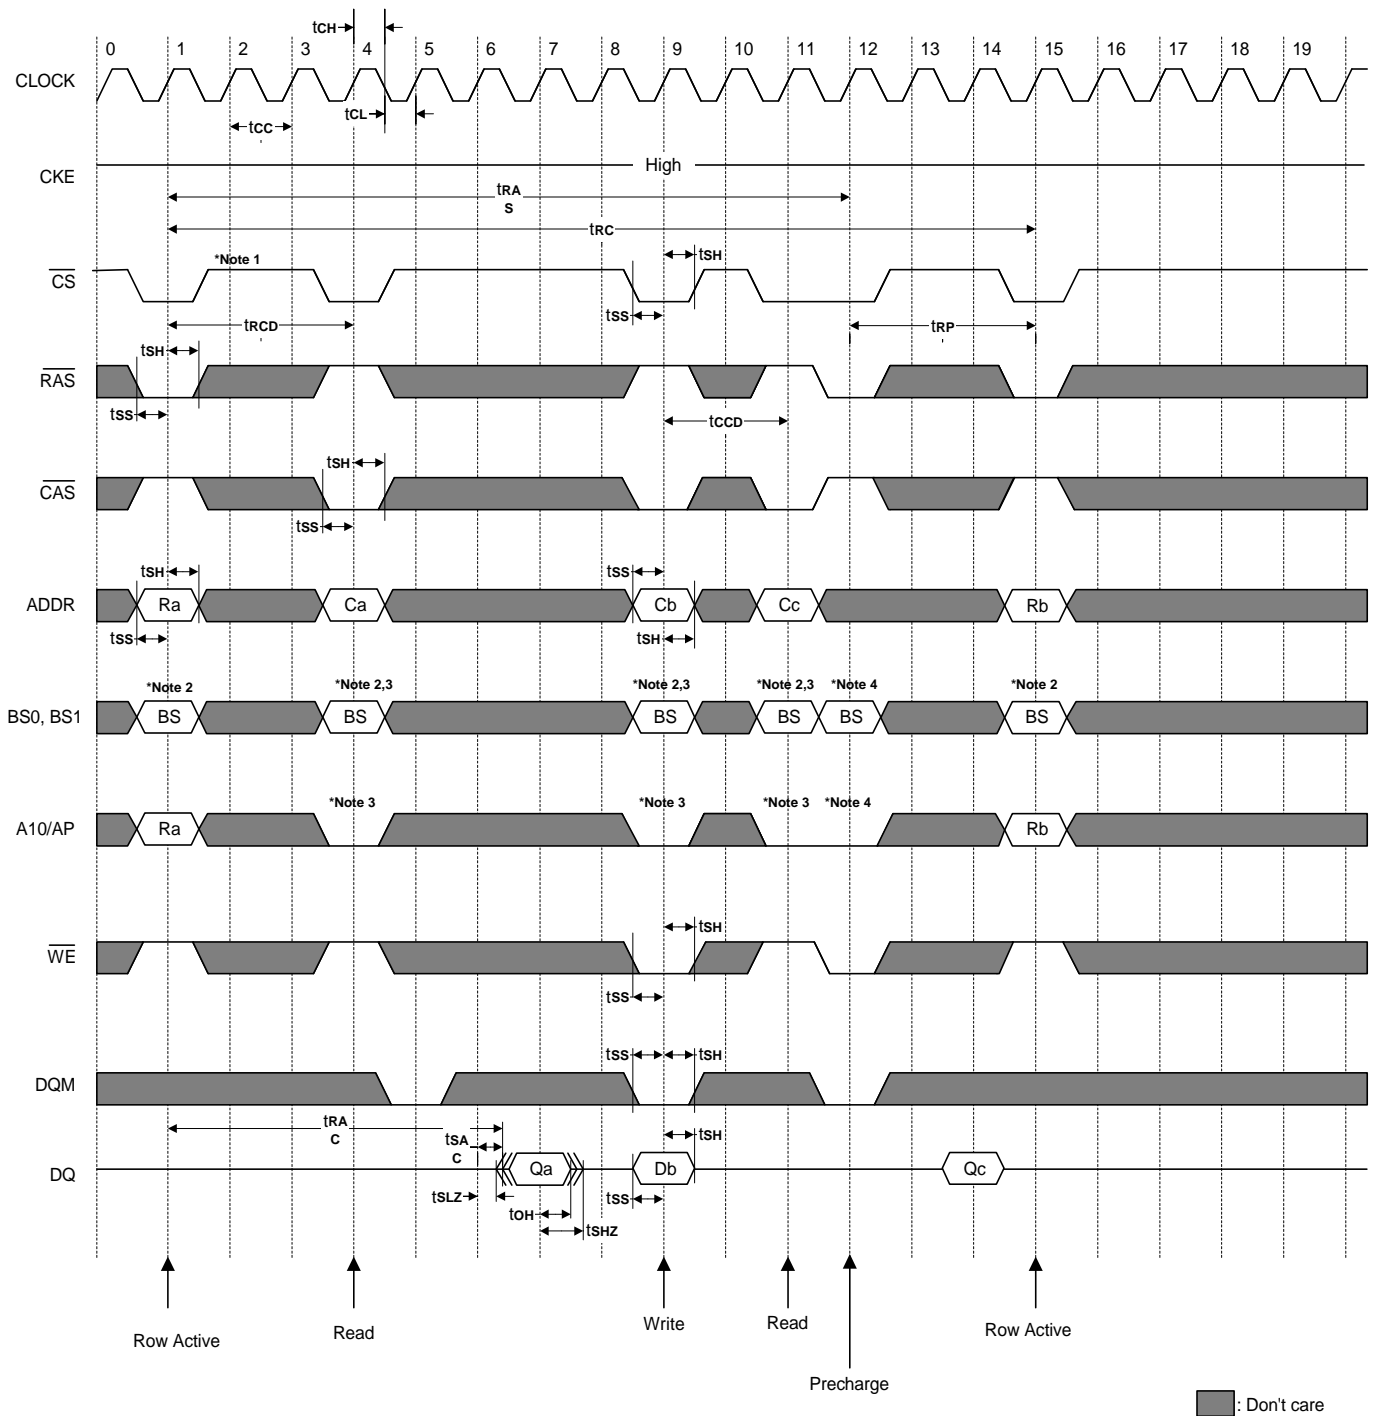 tCH
0 1 2 3 4 5 6 7 8 9 10 11 12 13 14 15 16 17 18 19
CLOCK
tCC
tCL
CKE
High
tRA
S
tRC
*Note 1
tSH
CS
tSS
tRCD
tRP
tSH
RAS
tSS
tCCD
tSH
CAS
tSS
tSH
tSS
ADDR
Ra Ca Cb Cc Rb
tSS
tSH
*Note 2 *Note 2,3 *Note 2,3 *Note 2,3 *Note 4 *Note 2
BS0, BS1
BS BS BS BS BS BS
*Note 3 *Note 3 *Note 3 *Note 4
A10/AP
Ra Rb
tSH
WE
tSS
tSS tSH
DQM
tRA
C
tSA
C
tSH
DQ
Qa Db Qc
tSLZ
tOH
tSS
tSHZ
Row Active
Read
Write
Read
Row Active
Precharge
: Don't care